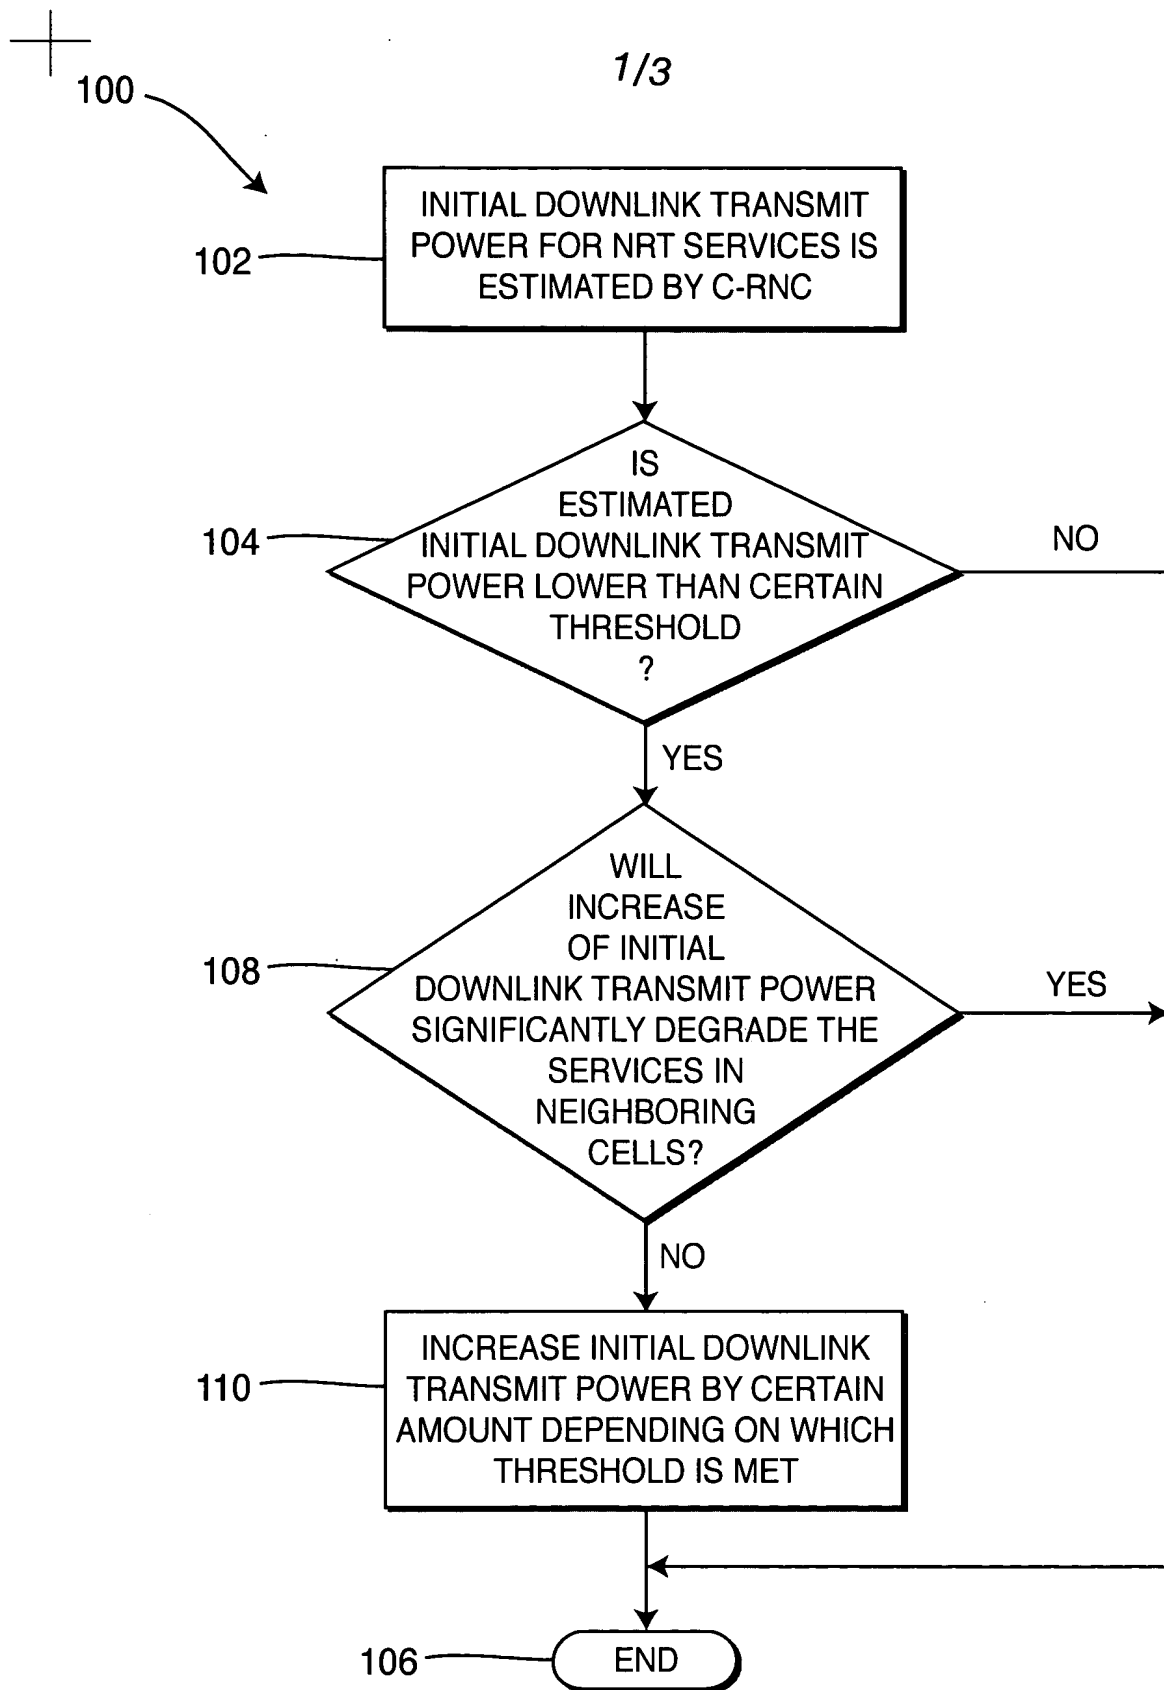 1/3
100
INITIAL DOWNLINK TRANSMIT
POWER FOR NRT SERVICES IS
ESTIMATED BY C-RNC
102
IS
ESTIMATED
INITIAL DOWNLINK TRANSMIT
POWER LOWER THAN CERTAIN
THRESHOLD
?
104
NO
YES
WILL
INCREASE
OF INITIAL
DOWNLINK TRANSMIT POWER
SIGNIFICANTLY DEGRADE THE
SERVICES IN
NEIGHBORING
CELLS?
108
YES
NO
INCREASE INITIAL DOWNLINK
TRANSMIT POWER BY CERTAIN
AMOUNT DEPENDING ON WHICH
THRESHOLD IS MET
110
END
106